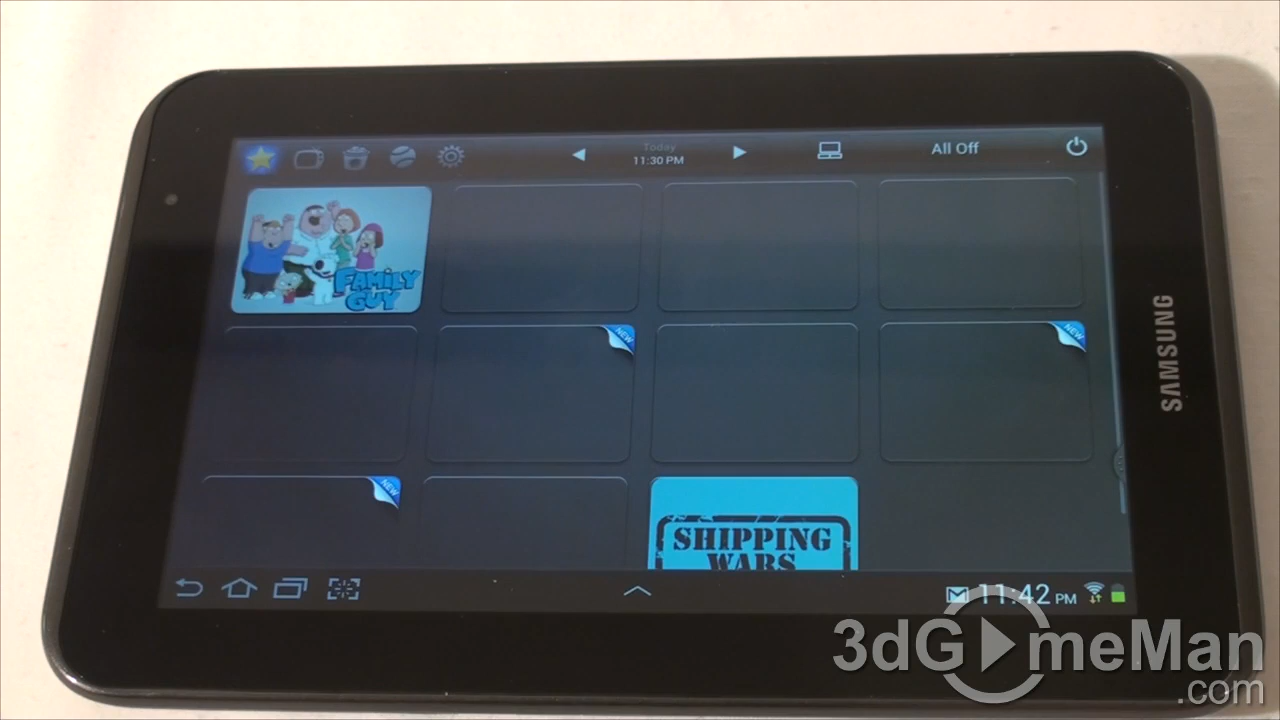 Today
11:30 PM
All Off
FAMILY
GUY
NEW
NEW
NEW
SHIPPING
WARS
11:42 PM
SAMSUNG
3dGameMan
.com